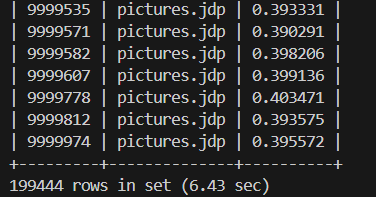 | 9999535 | pictures.jdp | 0.393331 |
| 9999571 | pictures.jdp | 0.390291 |
| 9999582 | pictures.jdp | 0.398206 |
| 9999607 | pictures.jdp | 0.399136 |
| 9999778 | pictures.jdp | 0.403471 |
| 9999812 | pictures.jdp | 0.393575 |
| 9999974 | pictures.jdp | 0.395572 |
+---------+--------------+----------+
199444 rows in set (6.43 sec)